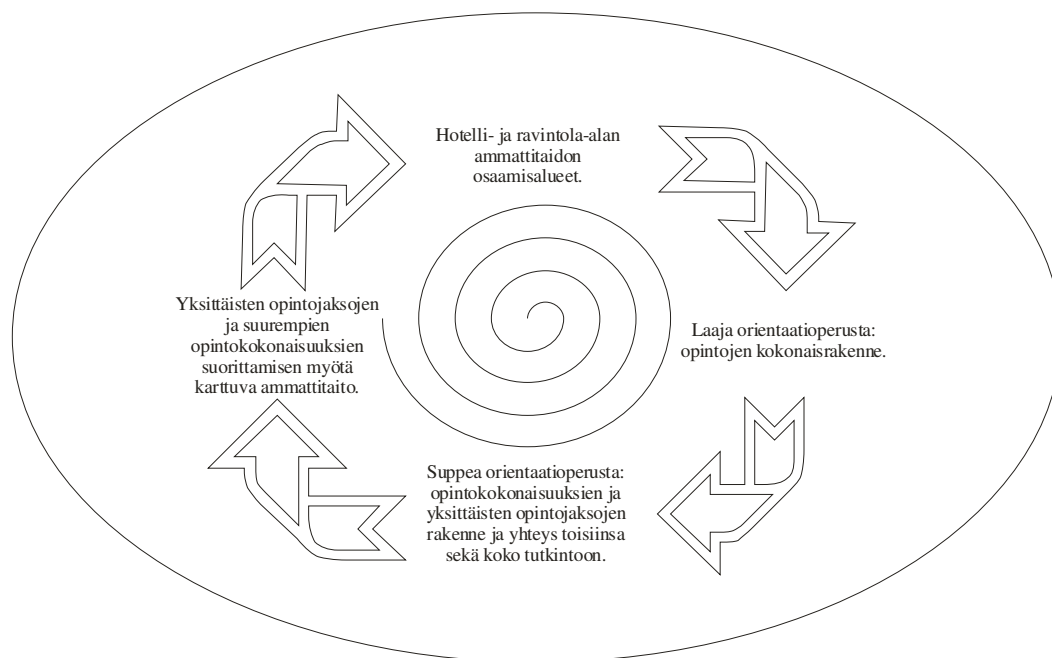 Hotelli- ja ravintola-alan
ammattitaidon
osaamisalueet.
Laaja orientaatioperusta:
opintojen kokonaisrakenne.
Suppea orientaatioperusta:
opintokokonaisuuksien ja
yksittäisten opintojaksojen
rakenne ja yhteys toisiinsa
sekä koko tutkintoon.
Yksittäisten opintojaksojen
ja suurempien
opintokokonaisuuksien
suorittamisen myötä
karttuva ammattitaito.